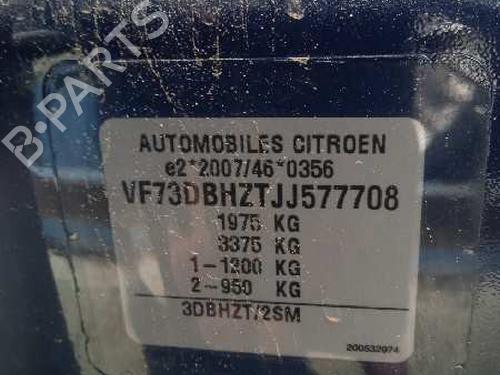 B-PARTS
AUTOMOBILES CITROEN
e2*2007/46*0356
VF73DBHZTJJ577708
1975 KG
3375 KG
1-1200 KG
2-950 KG
3DBHZT/2SM
200532974